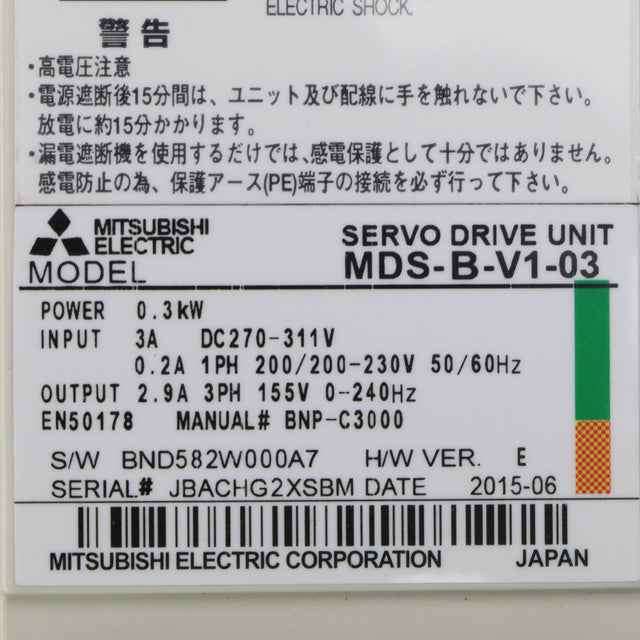 ELECTRIC SHOCK.
警告
・高電圧注意
・電源遮断後15分間は、ユニット及び配線に手を触れないで下さい。
放電に約15分かかります。
・漏電遮断機を使用するだけでは、感電保護として十分ではありません。
感電防止の為、保護アース(PE)端子の接続を必ず行って下さい。
MITSUBISHI
ELECTRIC
SERVO DRIVE UNIT
MODEL MDS-B-V1-03
POWER 0.3kW
INPUT 3A DC270-311V
0.2A 1PH 200/200-230V 50/60Hz
OUTPUT 2.9A 3PH 155V 0-240Hz
EN50178 MANUAL# BNP-C3000
S/W BND582W000A7 H/W VER. E
SERIAL# JBACHG2XSBM DATE 2015-06
MITSUBISHI ELECTRIC CORPORATION JAPAN